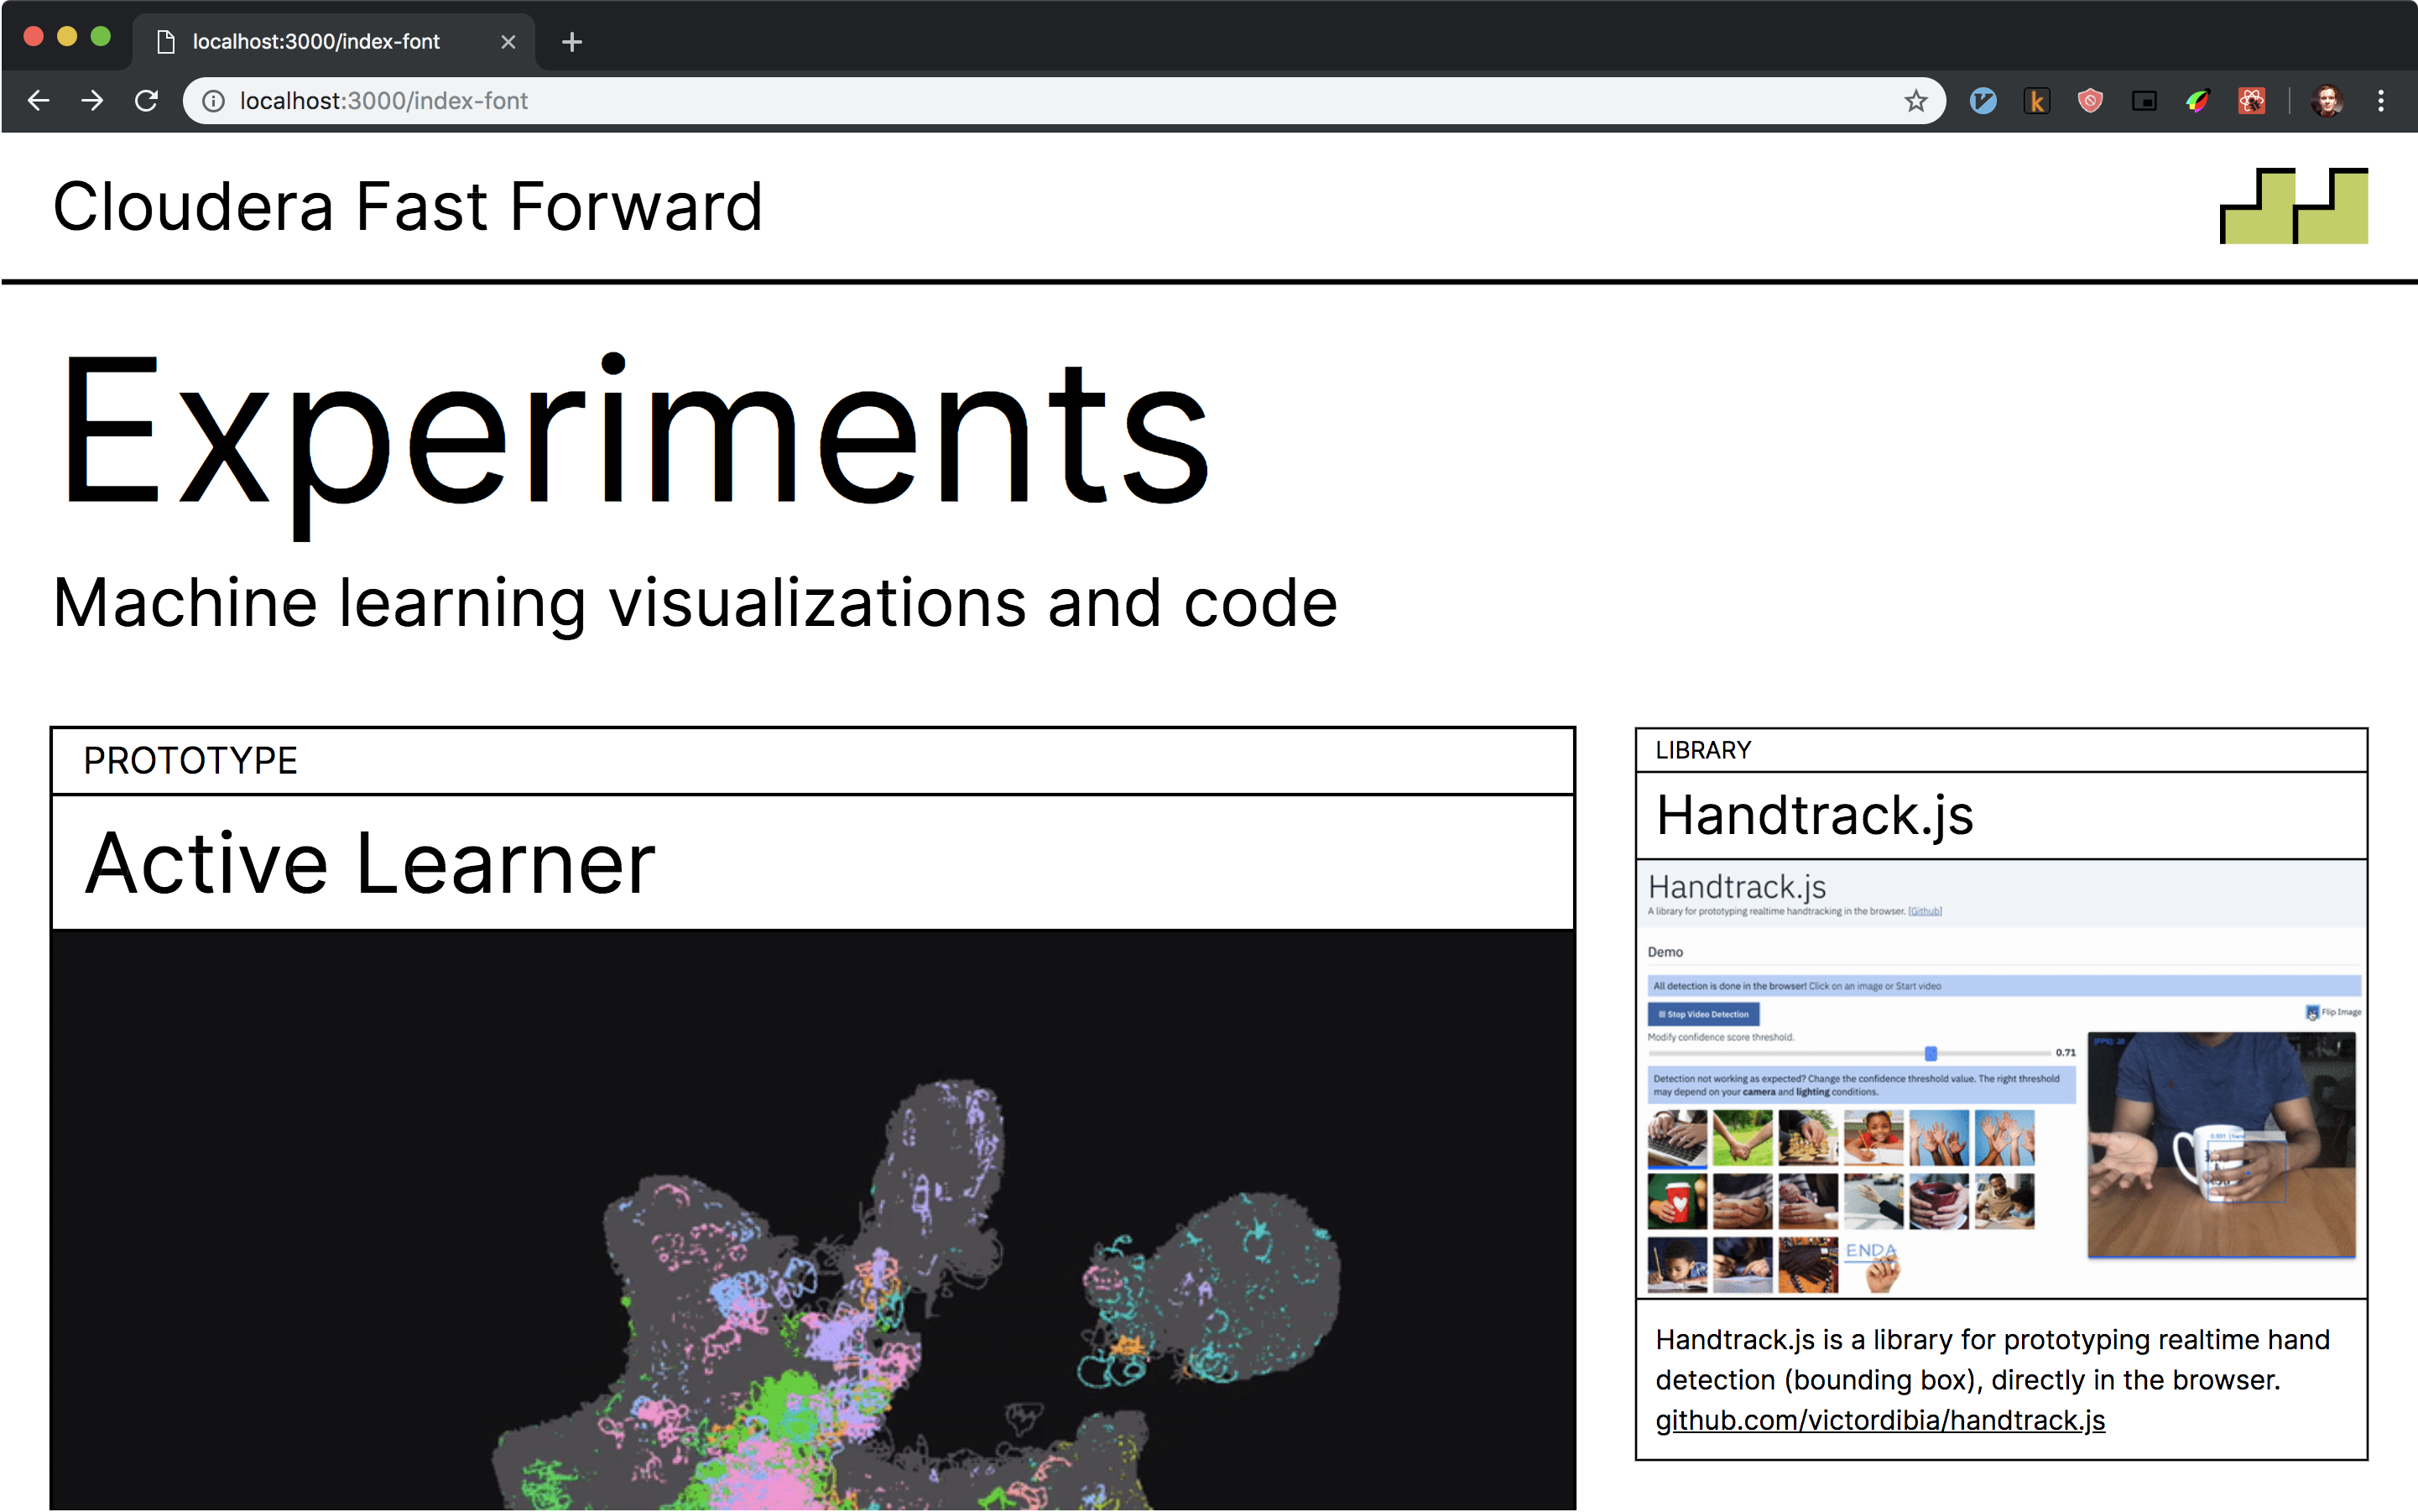 localhost:3000/index-font
localhost:3000/index-font
Cloudera Fast Forward
Experiments
Machine learning visualizations and code
PROTOTYPE
Active Learner
LIBRARY
Handtrack.js
Handtrack.js
A library for prototyping realtime handtracking in the browser. [Github]
Demo
All detection is done in the browser! Click on an image or Start video
Stop Video Detection
Flip Image
Modify confidence score threshold.
0.71
Detection not working as expected? Change the confidence threshold value. The right threshold
may depend on your camera and lighting conditions.
ENDA
Handtrack.js is a library for prototyping realtime hand
detection (bounding box), directly in the browser.
github.com/victordibia/handtrack.js